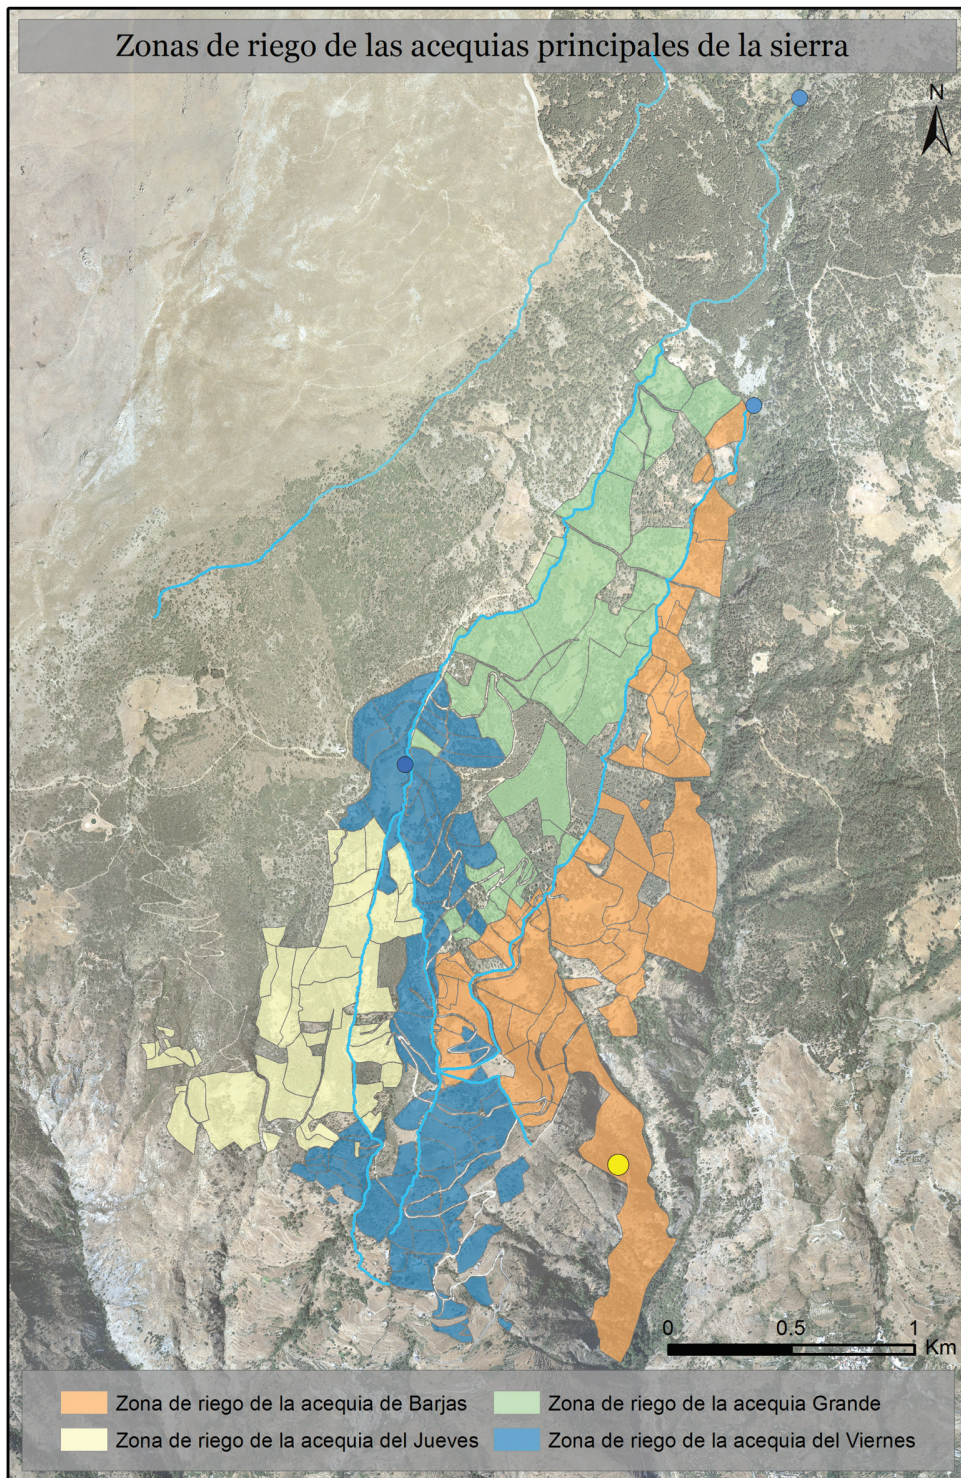 Zonas de riego de las acequias principales de la sierra
N
0 0.5 1
Km
Zona de riego de la acequia de Barjas
Zona de riego de la acequia Grande
Zona de riego de la acequia del Jueves
Zona de riego de la acequia del Viernes